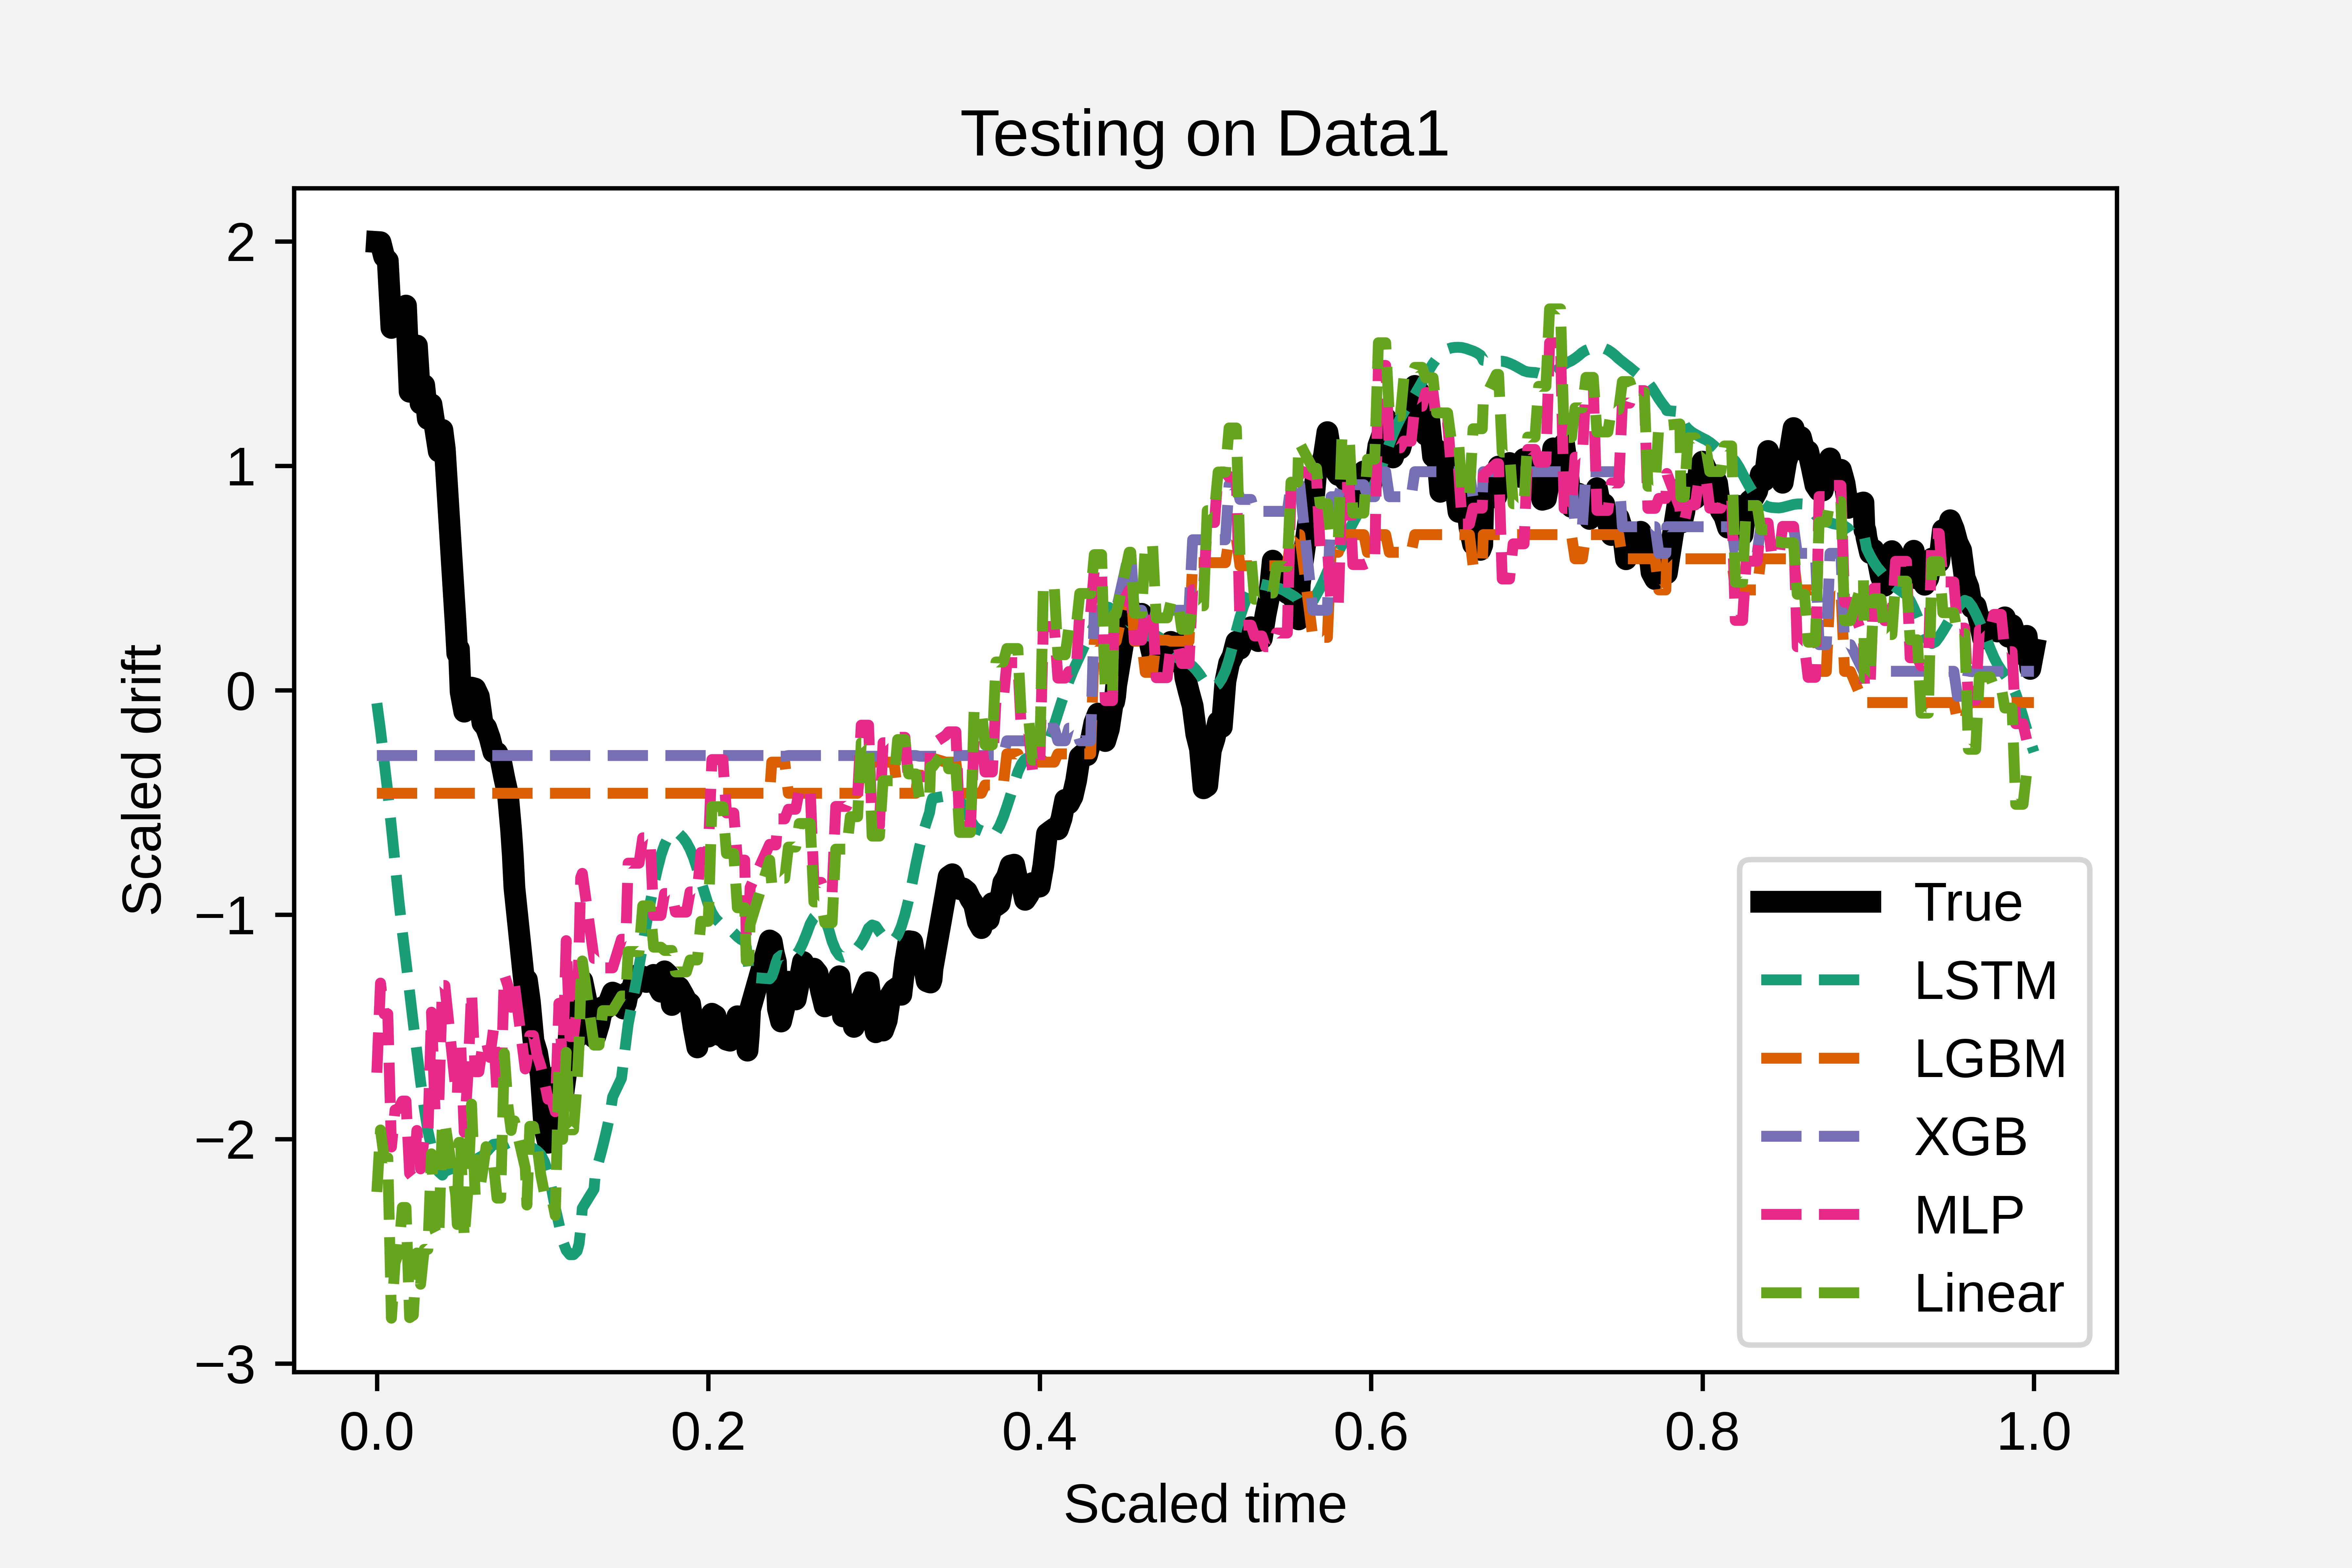 Testing on Data1
2
1
0
−1
−2
−3
Scaled drift
0.0 0.2 0.4 0.6 0.8 1.0
Scaled time
True
LSTM
LGBM
XGB
MLP
Linear